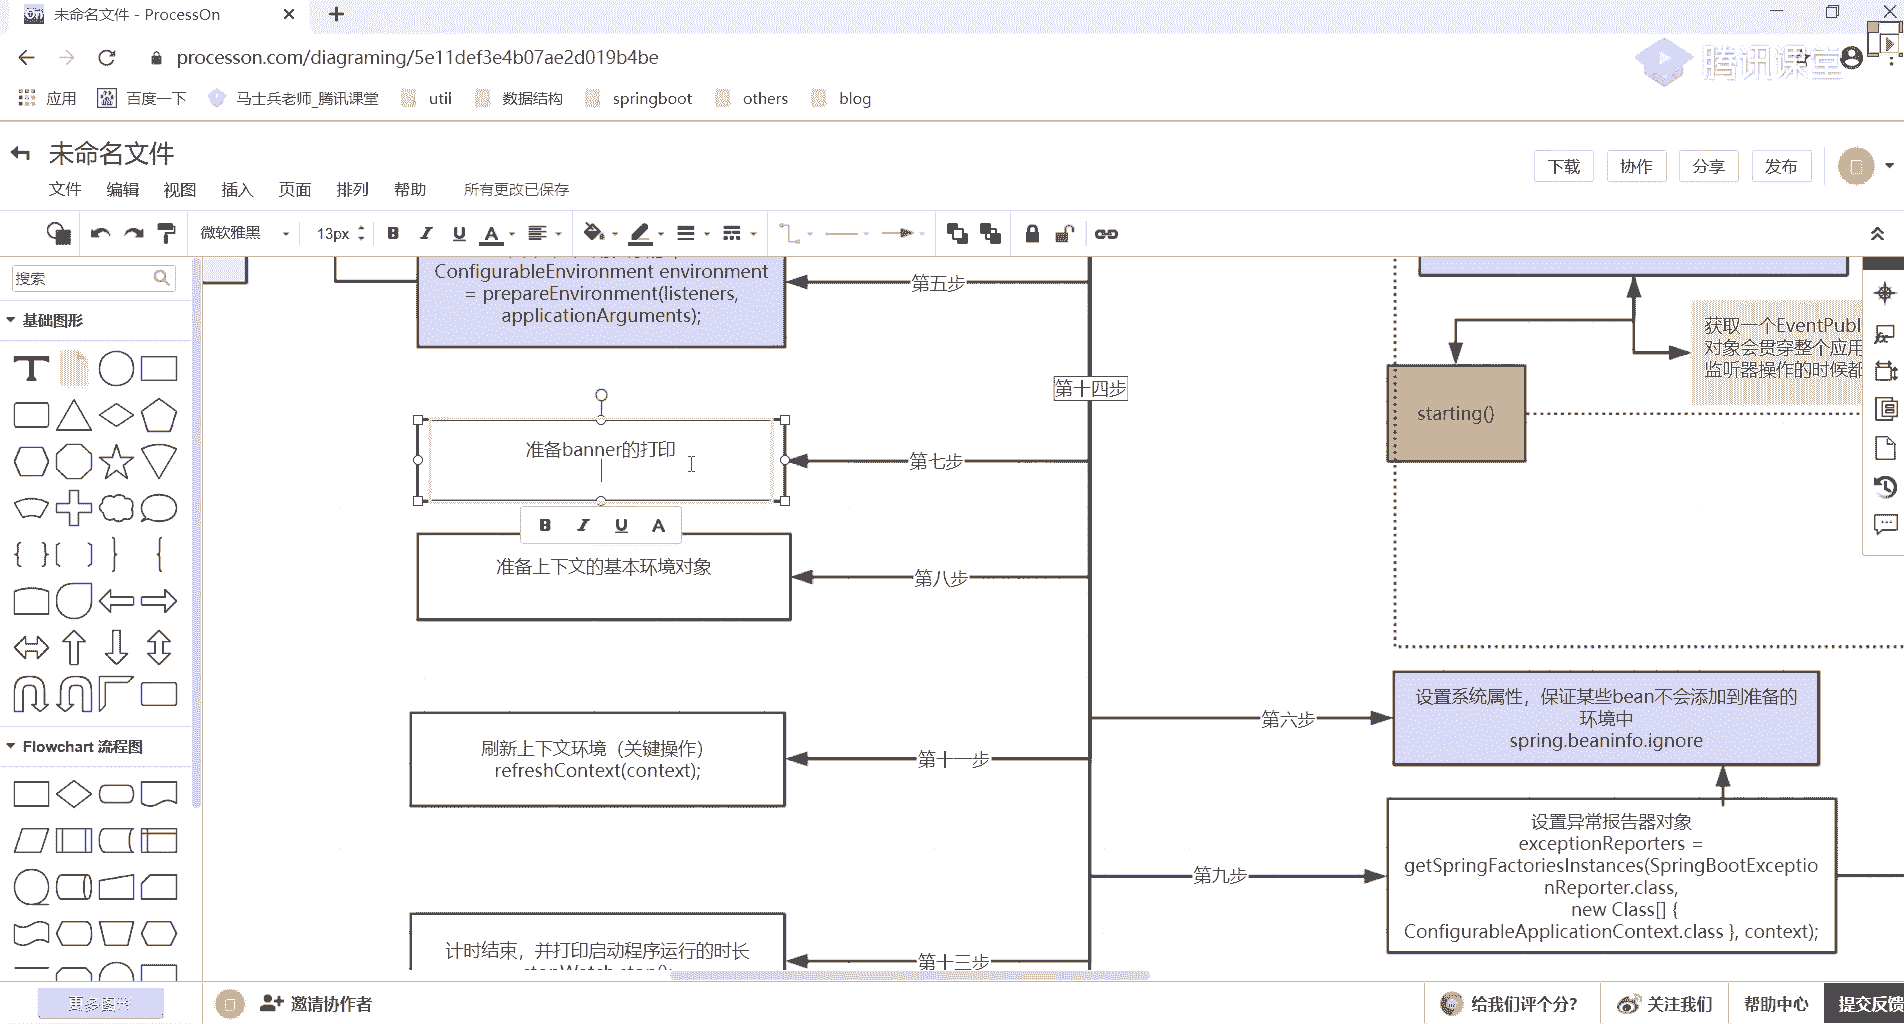 未命名文件 - ProcessOn
processon.com/diagraming/5e11def3e4b07ae2d019b4be
腾讯课堂
应用
百度一下
马士兵老师_腾讯课堂
util
数据结构
springboot
others
blog
未命名文件
下载
协作
分享
发布
文件
编辑
视图
插入
页面
排列
帮助
所有更改已保存
微软雅黑
13px
B
I
U
A
搜索
基础图形
Flowchart 流程图
ConfigurableEnvironment environment
= prepareEnvironment(listeners,
applicationArguments);
第五步
第十四步
准备banner的打印
第七步
B
I
U
A
准备上下文的基本环境对象
第八步
刷新上下文环境（关键操作）
refreshContext(context);
第十一步
计时结束，并打印启动程序运行的时长
第十三步
获取一个EventPubl
对象会贯穿整个应用
监听器操作的时候都
starting()
第六步
设置系统属性，保证某些bean不会添加到准备的
环境中
spring.beaninfo.ignore
第九步
设置异常报告器对象
exceptionReporters =
getSpringFactoriesInstances(SpringBootExceptio
nReporter.class,
new Class[] {
ConfigurableApplicationContext.class }, context);
更多图形
邀请协作者
给我们评个分?
关注我们
帮助中心
提交反馈